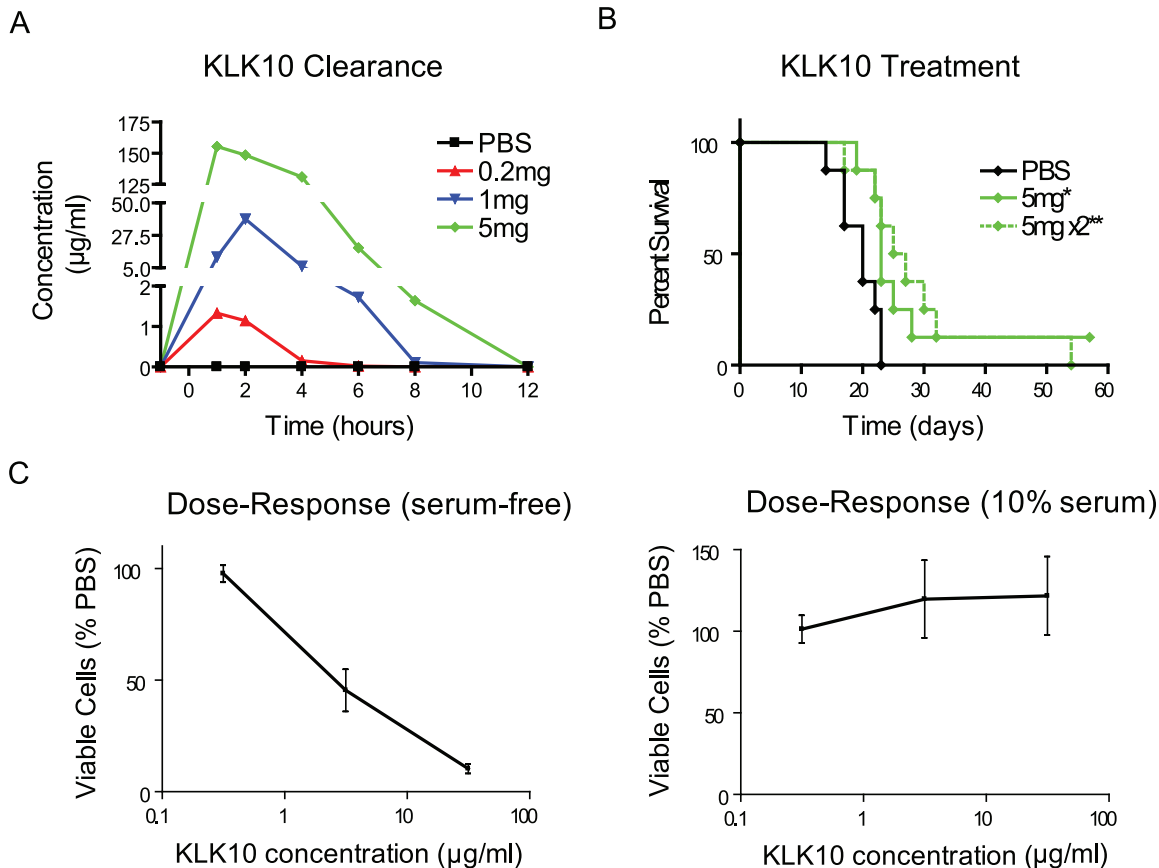 A
KLK10 Clearance
Concentration
(µg/ml)
175
150
125
50.0
27.5
5.0
2
1
0
PBS
0.2mg
1mg
5mg
0 2 4 6 8 10 12
Time (hours)
B
KLK10 Treatment
Percent Survival
100
50
0
PBS
5mg*
5mg x2**
0 10 20 30 40 50 60
Time (days)
C
Dose-Response (serum-free)
Viable Cells (% PBS)
100
50
0
0.1 1 10 100
KLK10 concentration (µg/ml)
Dose-Response (10% serum)
Viable Cells (% PBS)
150
100
50
0
0.1 1 10 100
KLK10 concentration (µg/ml)